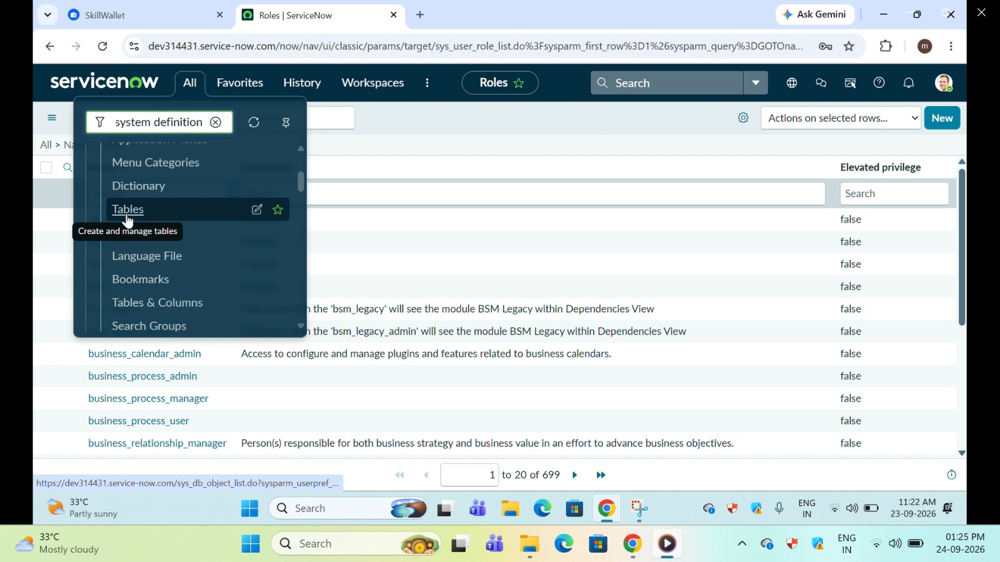 SkillWallet
Roles | ServiceNow
Ask Gemini
dev314431.service-now.com/now/nav/ui/classic/params/target/sys_user_role_list.do%3Fsysparm_first_row%3D1%26sysparm_query%3DGOTOna...
m
servicenow
All
Favorites
History
Workspaces
Roles
Search
system definition
Actions on selected rows...
New
All > Na
Menu Categories
Dictionary
Tables
Create and manage tables
Language File
Bookmarks
Tables & Columns
Search Groups
Elevated privilege
Search
false
false
false
false
the 'bsm_legacy' will see the module BSM Legacy within Dependencies View false
the 'bsm_legacy_admin' will see the module BSM Legacy within Dependencies View false
business_calendar_admin Access to configure and manage plugins and features related to business calendars. false
business_process_admin false
business_process_manager false
business_process_user false
business_relationship_manager Person(s) responsible for both business strategy and business value in an effort to advance business objectives. false
1 to 20 of 699
https://dev314431.service-now.com/sys_db_object_list.do?sysparm_userpref_...
33°C
Partly sunny
Search
ENG
IN
11:22 AM
23-09-2026
33°C
Mostly cloudy
Search
ENG
IN
01:25 PM
24-09-2026